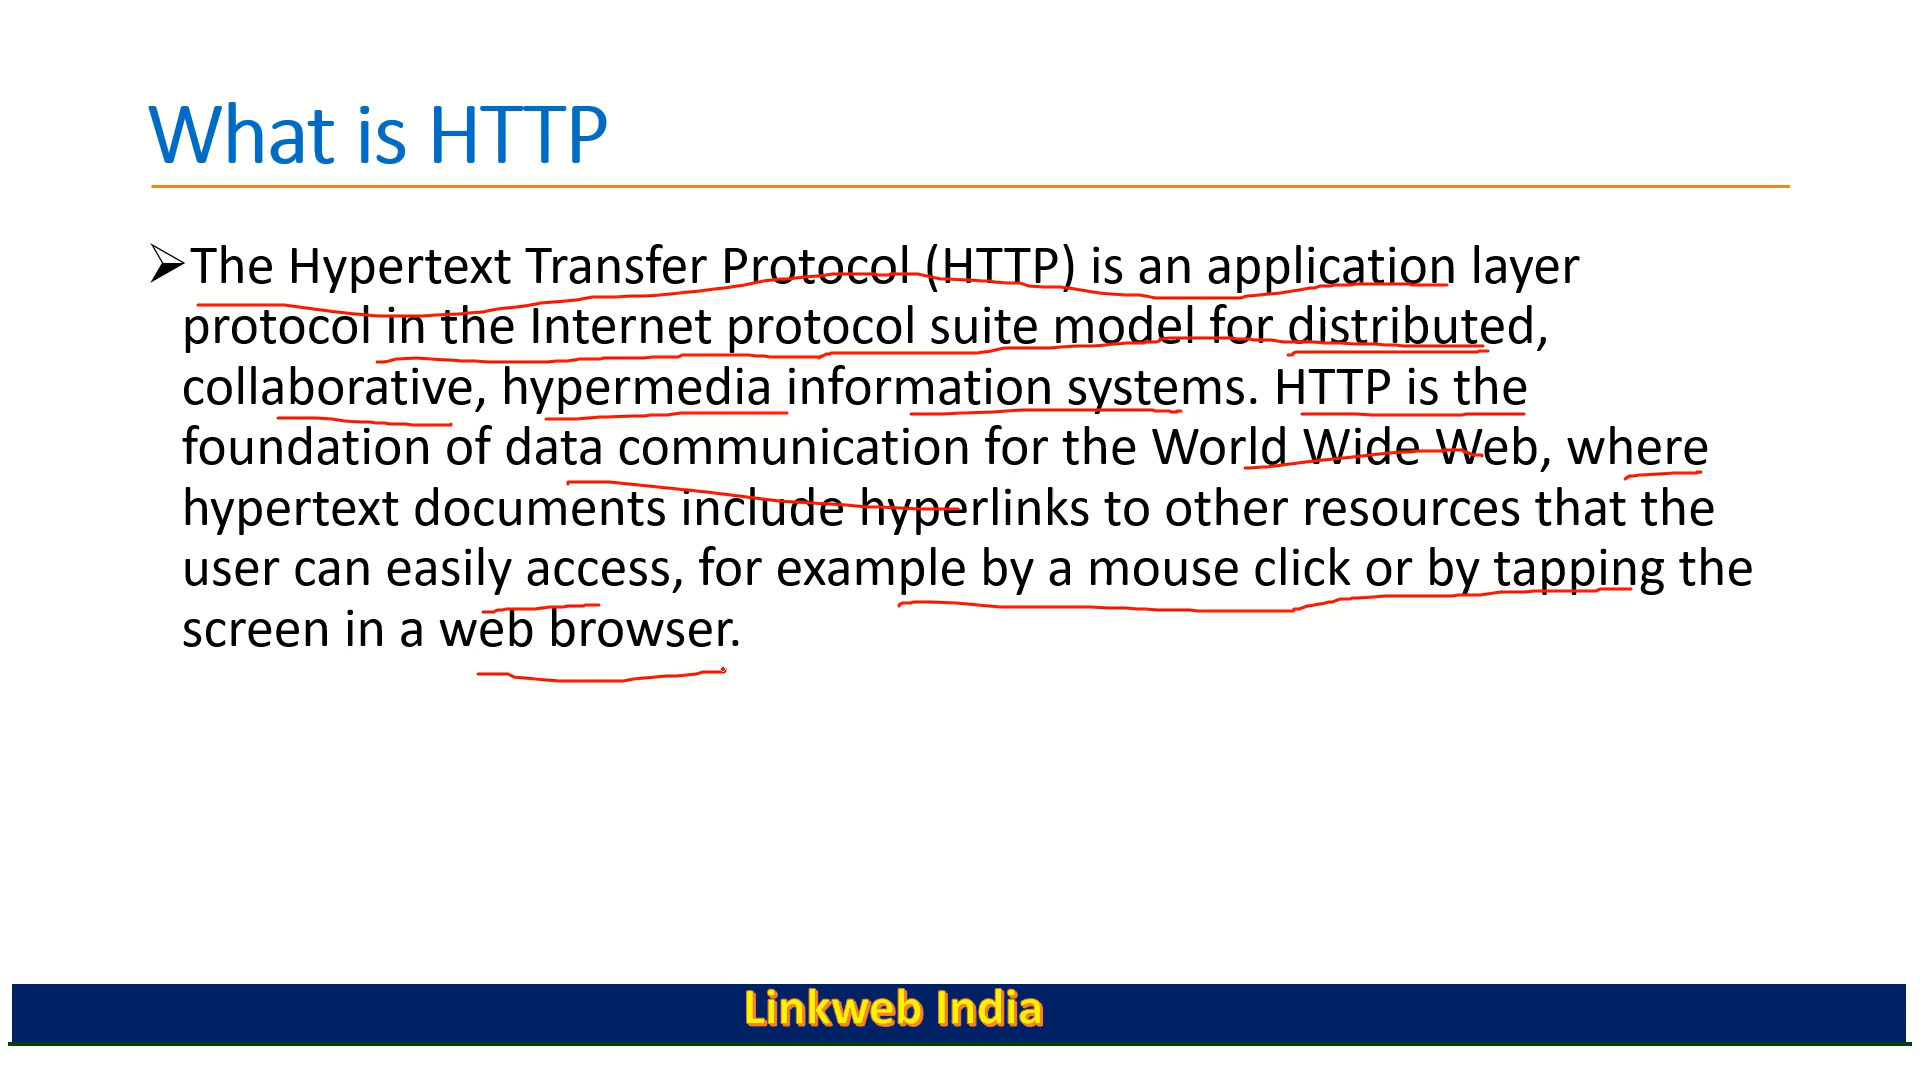 What is HTTP
➢The Hypertext Transfer Protocol (HTTP) is an application layer
protocol in the Internet protocol suite model for distributed,
collaborative, hypermedia information systems. HTTP is the
foundation of data communication for the World Wide Web, where
hypertext documents include hyperlinks to other resources that the
user can easily access, for example by a mouse click or by tapping the
screen in a web browser.
Linkweb India